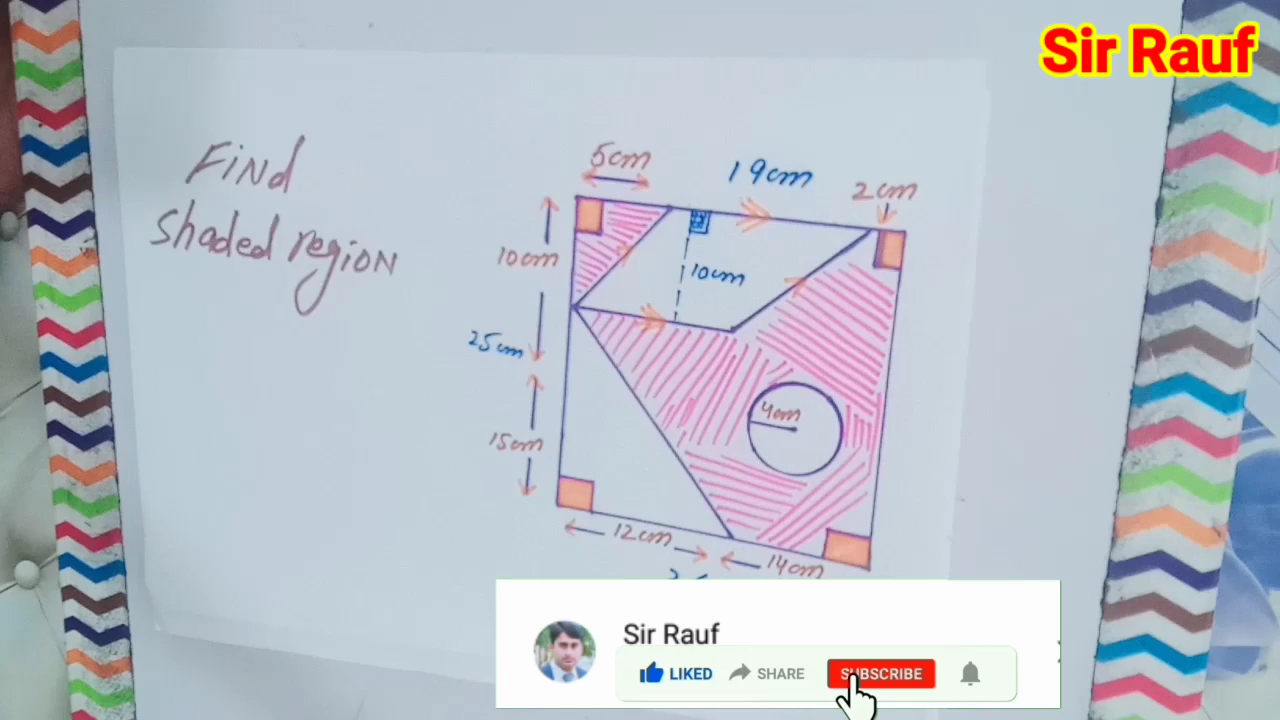 Sir Rauf
Find
shaded region
5cm
19cm
2cm
10cm
10cm
25cm
4cm
15cm
12cm
14cm
Sir Rauf
LIKED SHARE SUBSCRIBE